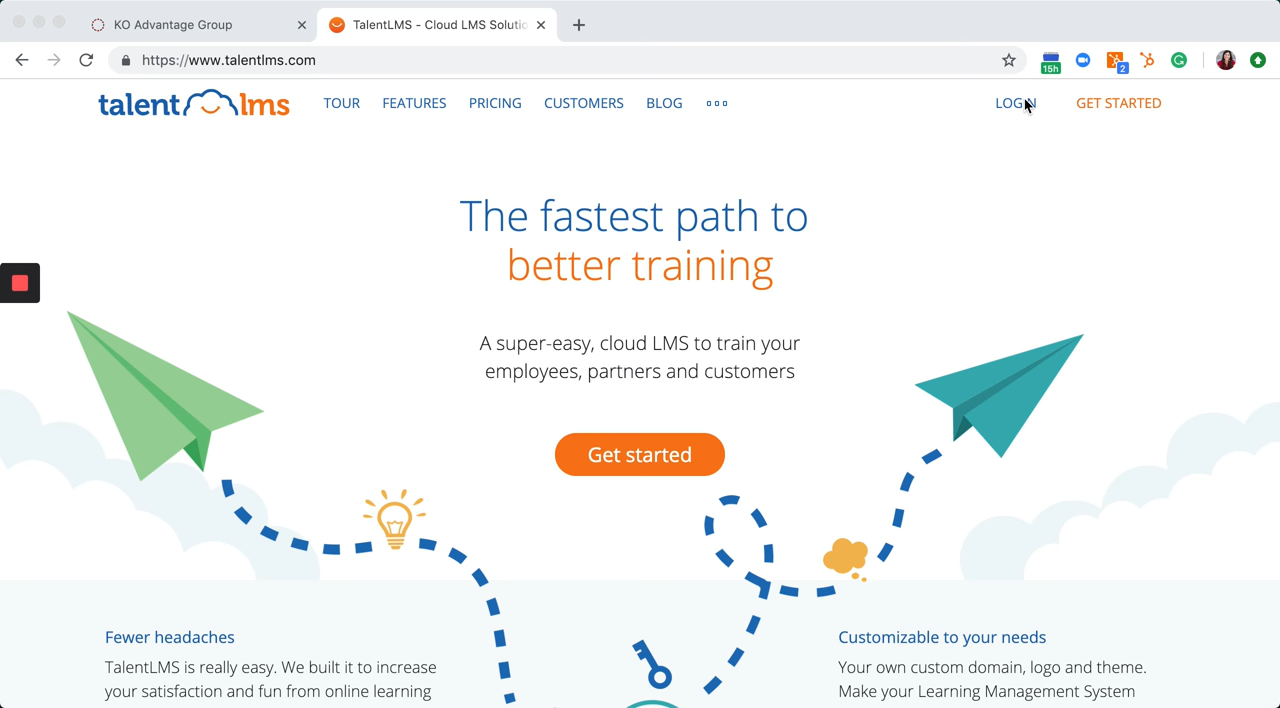 KO Advantage Group
TalentLMS - Cloud LMS Solutio
https://www.talentlms.com
15h
2
talent lms
TOUR
FEATURES
PRICING
CUSTOMERS
BLOG
LOGIN
GET STARTED
The fastest path to
better training
A super-easy, cloud LMS to train your
employees, partners and customers
Get started
Fewer headaches
TalentLMS is really easy. We built it to increase
your satisfaction and fun from online learning
Customizable to your needs
Your own custom domain, logo and theme.
Make your Learning Management System